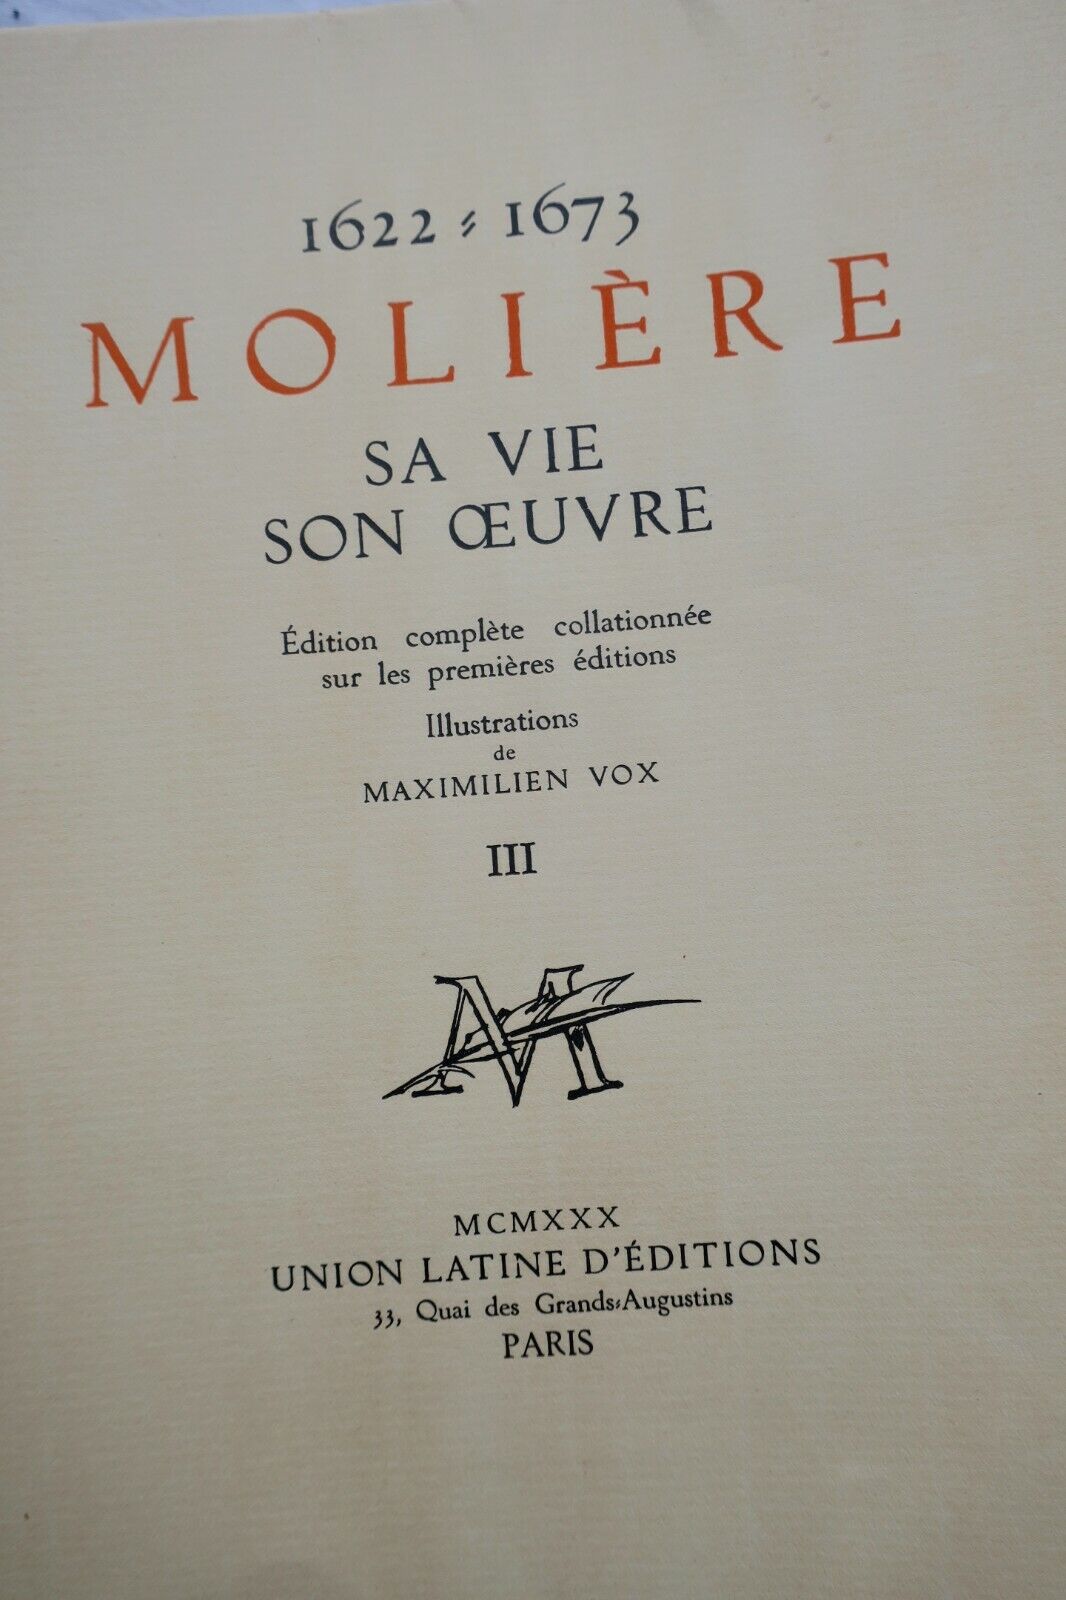 1622 = 1673
MOLIÈRE
SA VIE
SON ŒUVRE
Édition complète collationnée
sur les premières éditions
Illustrations
de
MAXIMILIEN VOX
III
M
MCMXXX
UNION LATINE D'ÉDITIONS
33, Quai des Grands=Augustins
PARIS